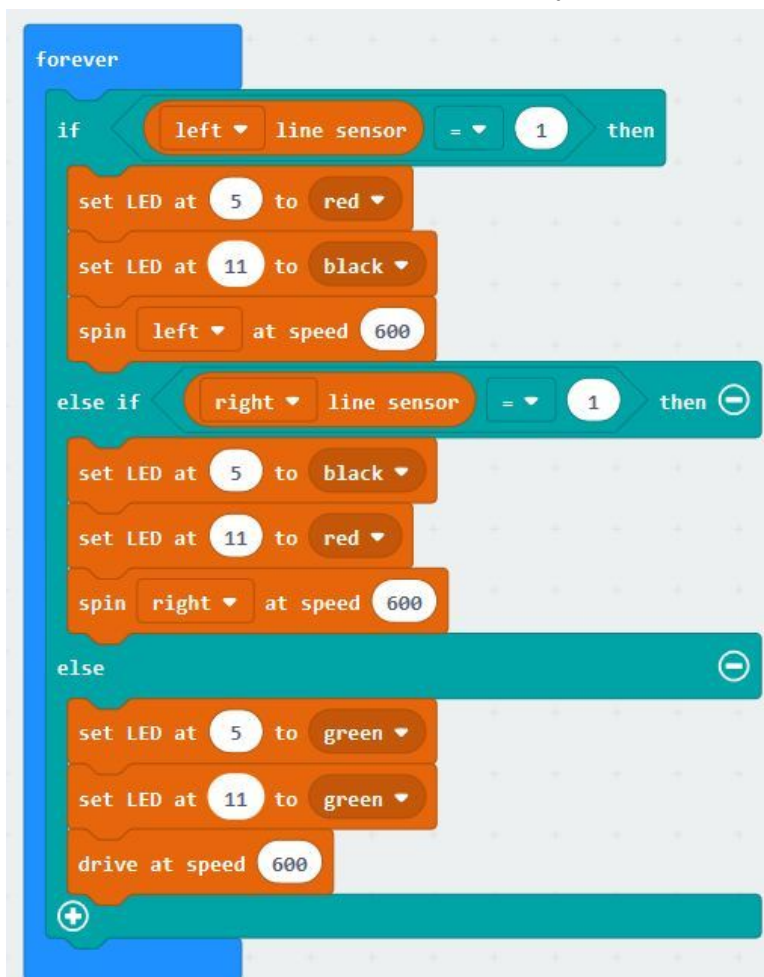 forever
if left line sensor = 1 then
set LED at 5 to red
set LED at 11 to black
spin left at speed 600
else if right line sensor = 1 then
set LED at 5 to black
set LED at 11 to red
spin right at speed 600
else
set LED at 5 to green
set LED at 11 to green
drive at speed 600